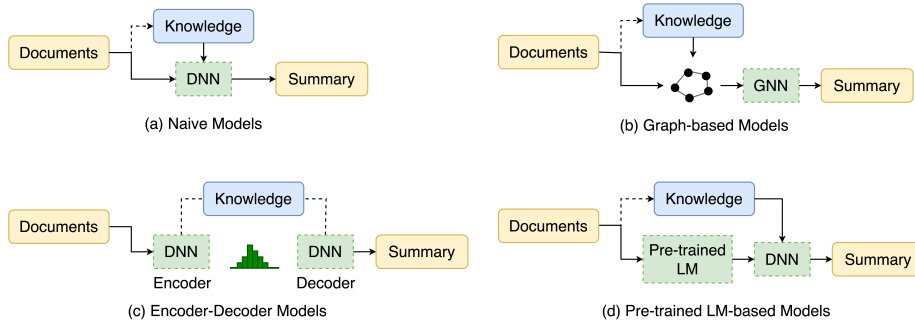 Knowledge
Documents
DNN
Summary
(a) Naive Models
Knowledge
Documents
GNN
Summary
(b) Graph-based Models
Knowledge
Documents
DNN
DNN
Summary
Encoder
Decoder
(c) Encoder-Decoder Models
Knowledge
Documents
Pre-trained
LM
DNN
Summary
(d) Pre-trained LM-based Models